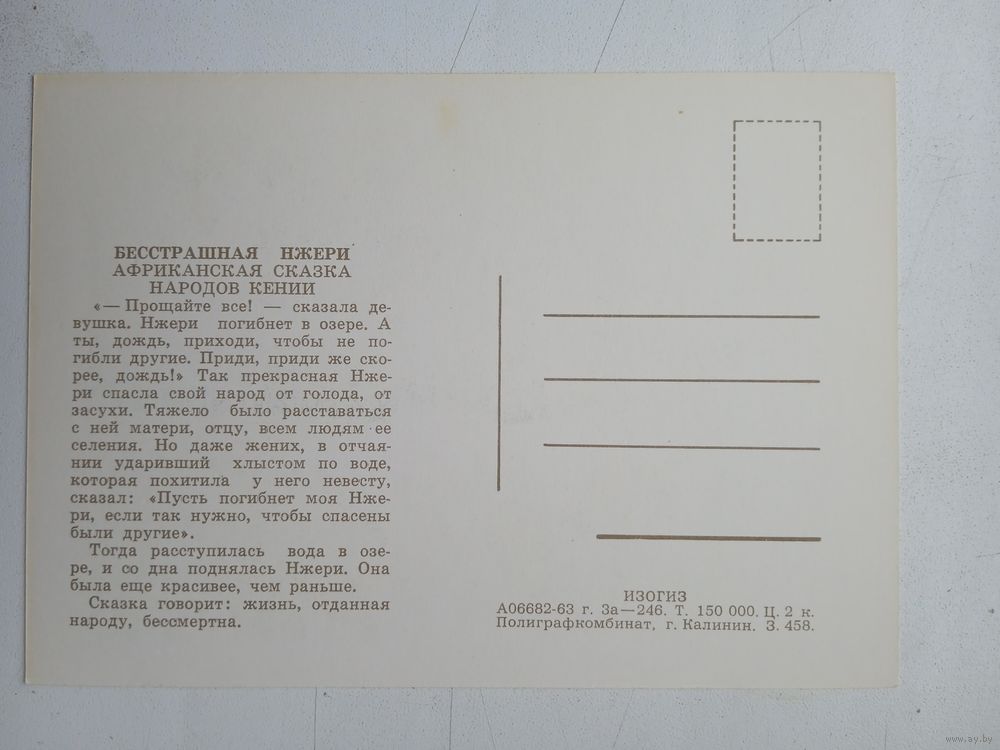 БЕССТРАШНАЯ НЖЕРИ
АФРИКАНСКАЯ СКАЗКА
НАРОДОВ КЕНИИ
«— Прощайте все! — сказала де-
вушка. Нжери погибнет в озере. А
ты, дождь, приходи, чтобы не по-
гибли другие. Приди, приди же ско-
рее, дождь!» Так прекрасная Нже-
ри спасла свой народ от голода, от
засухи. Тяжело было расставаться
с ней матери, отцу, всем людям ее
селения. Но даже жених, в отчая-
нии ударивший хлыстом по воде,
которая похитила у него невесту,
сказал: «Пусть погибнет моя Нже-
ри, если так нужно, чтобы спасены
были другие».
Тогда расступилась вода в озе-
ре, и со дна поднялась Нжери. Она
была еще красивее, чем раньше.
Сказка говорит: жизнь, отданная
народу, бессмертна.
ИЗОГИЗ
А06682-63 г. За—246. Т. 150 000. Ц. 2 к.
Полиграфкомбинат, г. Калинин. З. 458.
www.ay.by